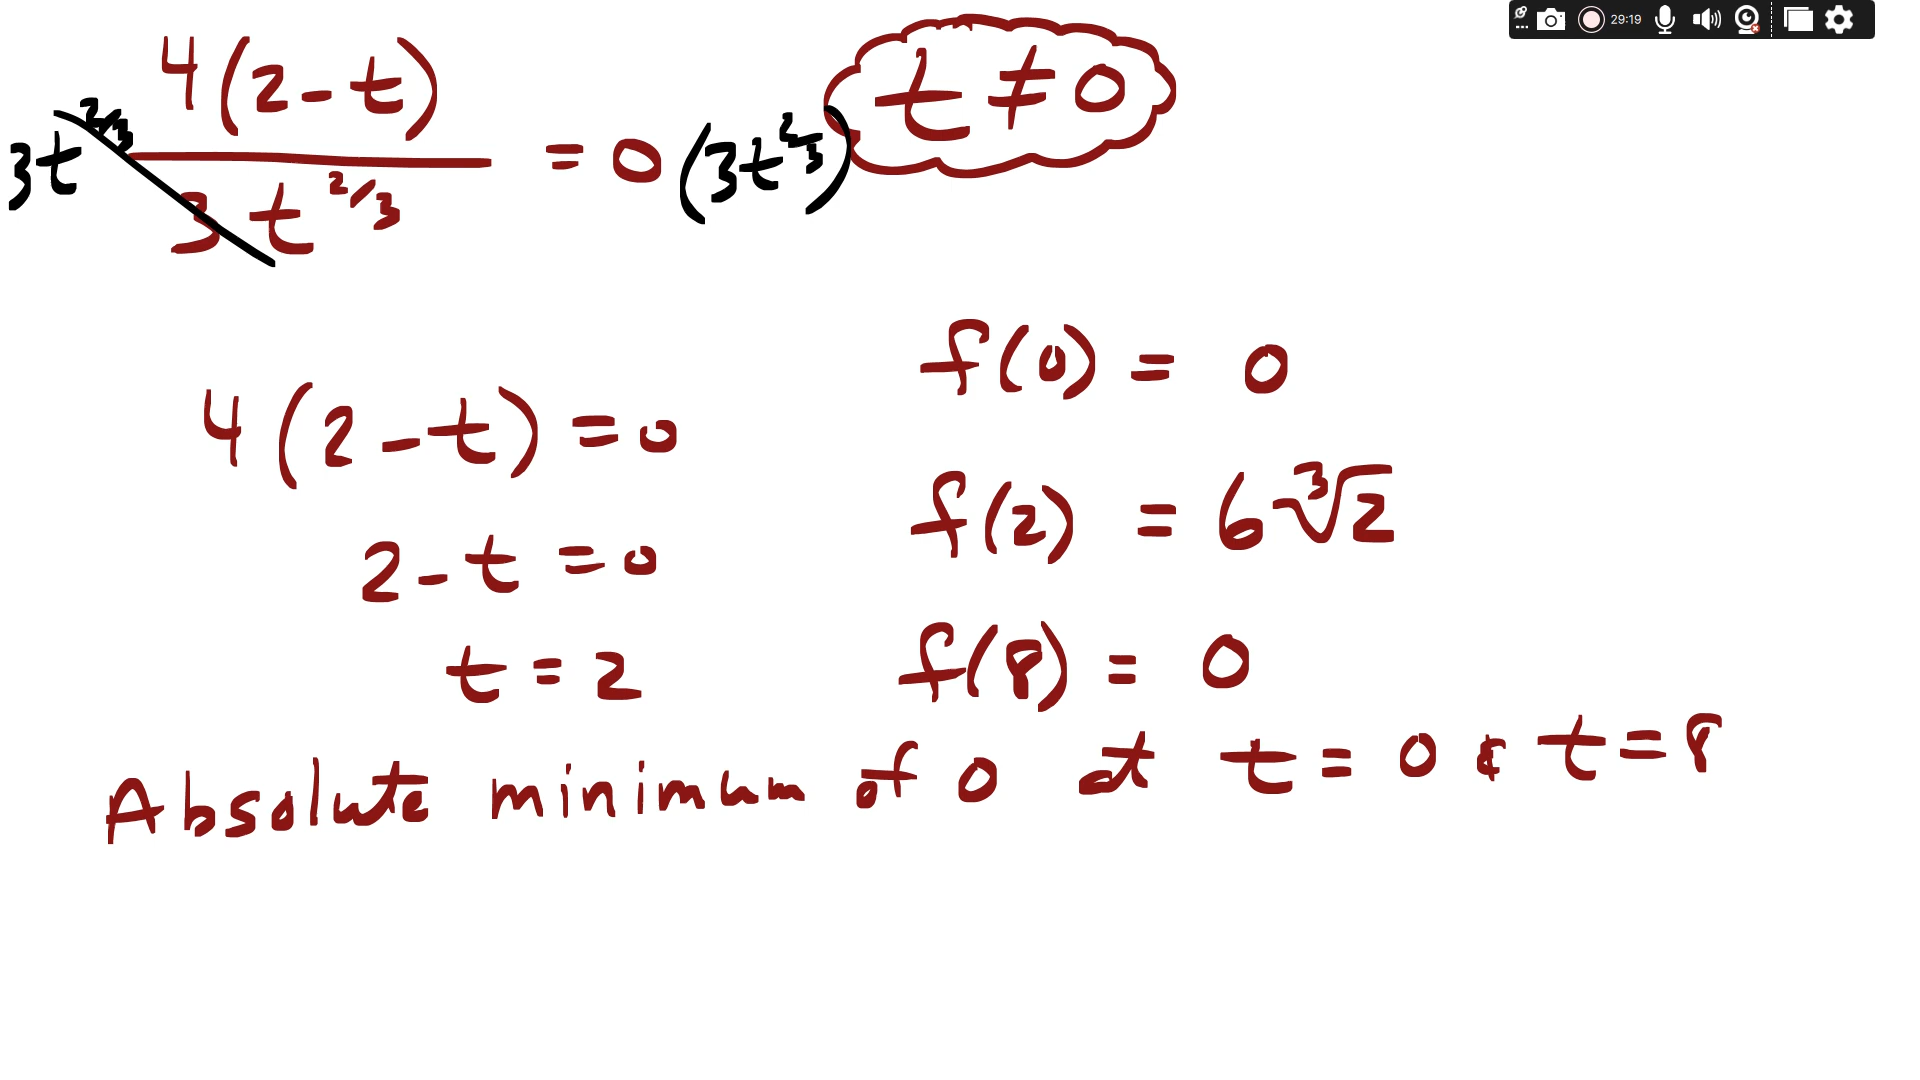 3t^(2/3) 4(2 - t) / 3t^(2/3) = 0 (3t^(2/3)) t ≠ 0
29:19
f(0) = 0
4(2 - t) = 0
f(2) = 6∛2
2 - t = 0
f(8) = 0
t = 2
Absolute minimum of 0 at t = 0 & t = 8